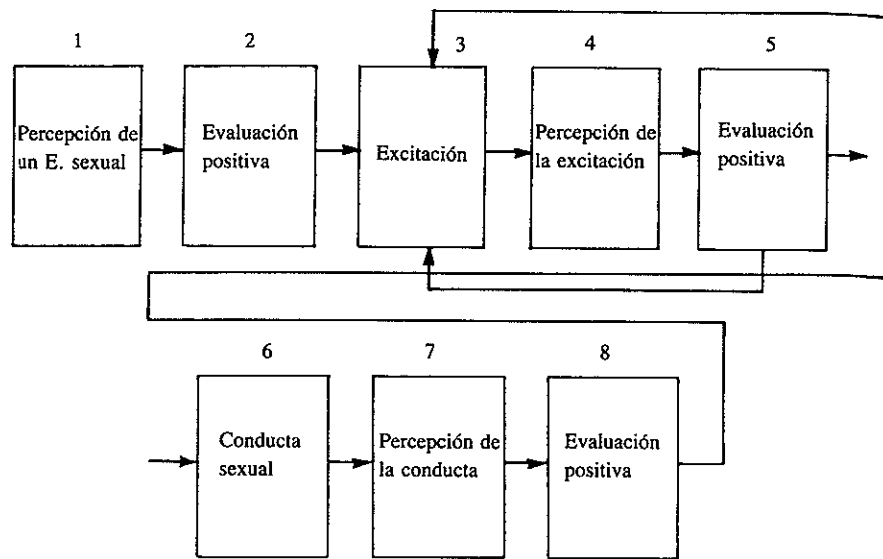 1
2
3
4
5
Percepción de
un E. sexual
Evaluación
positiva
Excitación
Percepción de
la excitación
Evaluación
positiva
6
7
8
Conducta
sexual
Percepción de
la conducta
Evaluación
positiva